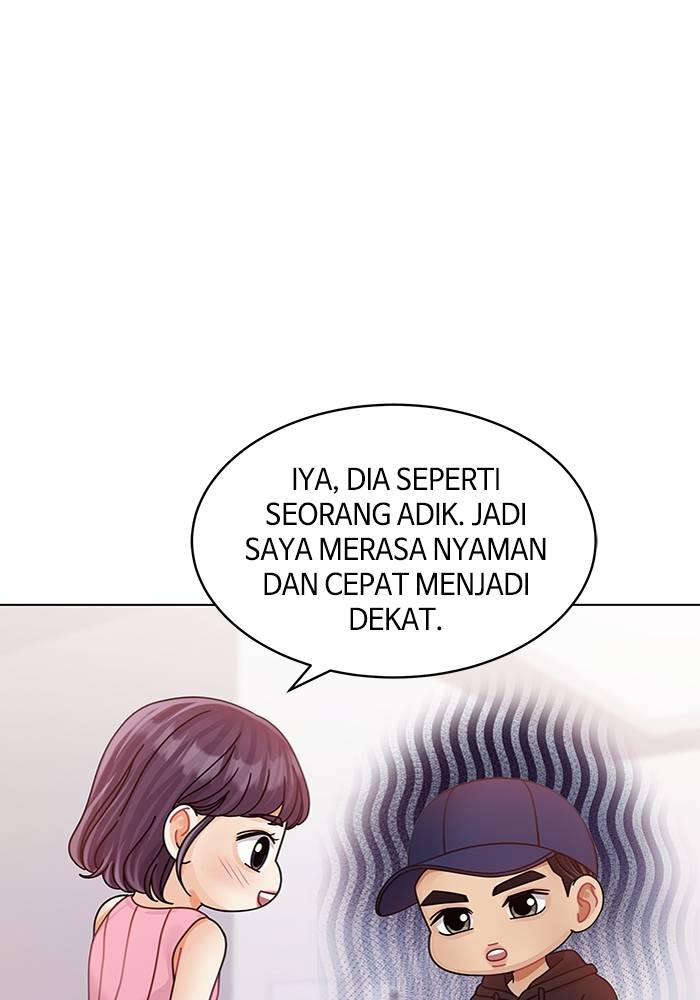 IYA, DIA SEPERTI
SEORANG ADIK. JADI
SAYA MERASA NYAMAN
DAN CEPAT MENJADI
DEKAT.